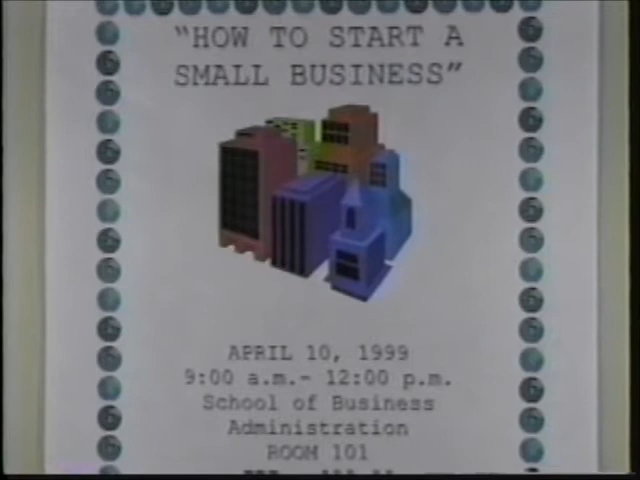 "HOW TO START A
SMALL BUSINESS"
APRIL 10, 1999
9:00 a.m.- 12:00 p.m.
School of Business
Administration
ROOM 101